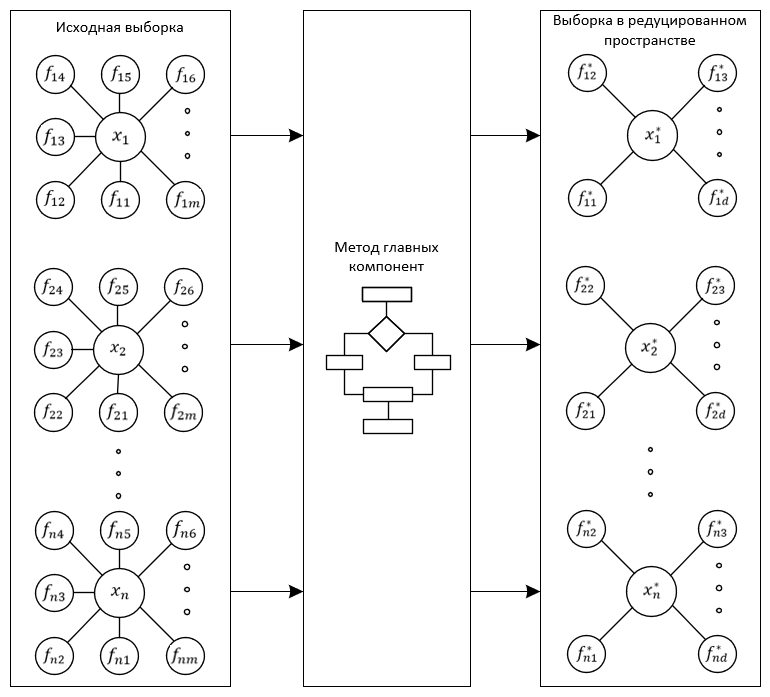 Исходная выборка
f14 f15 f16
f13 x1
f12 f11 f1m
f24 f25 f26
f23 x2
f22 f21 f2m
fn4 fn5 fn6
fn3 xn
fn2 fn1 fnm
Метод главных
компонент
Выборка в редуцированном
пространстве
f*12 f*13
x*1
f*11 f*1d
f*22 f*23
x*2
f*21 f*2d
f*n2 f*n3
x*n
f*n1 f*nd